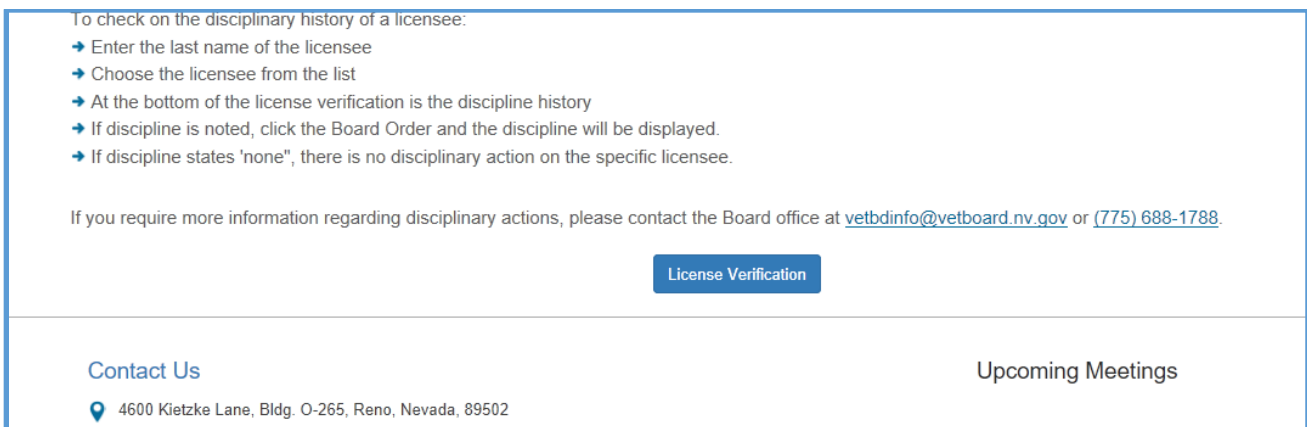 To check on the disciplinary history of a licensee:
➔ Enter the last name of the licensee
➔ Choose the licensee from the list
➔ At the bottom of the license verification is the discipline history
➔ If discipline is noted, click the Board Order and the discipline will be displayed.
➔ If discipline states 'none", there is no disciplinary action on the specific licensee.
If you require more information regarding disciplinary actions, please contact the Board office at vetbdinfo@vetboard.nv.gov or (775) 688-1788.
License Verification
Contact Us
Upcoming Meetings
4600 Kietzke Lane, Bldg. O-265, Reno, Nevada, 89502